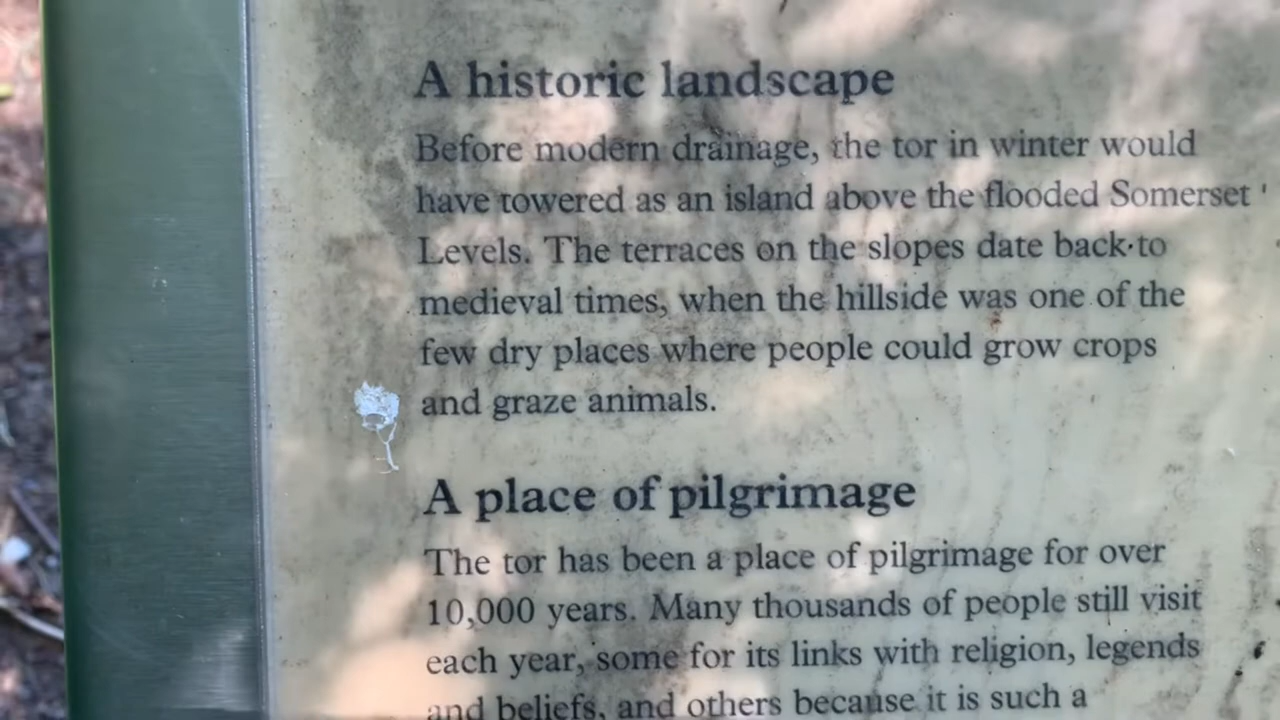 A historic landscape
Before modern drainage, the tor in winter would
have towered as an island above the flooded Somerset
Levels. The terraces on the slopes date back to
medieval times, when the hillside was one of the
few dry places where people could grow crops
and graze animals.
A place of pilgrimage
The tor has been a place of pilgrimage for over
10,000 years. Many thousands of people still visit
each year, some for its links with religion, legends
and beliefs, and others because it is such a